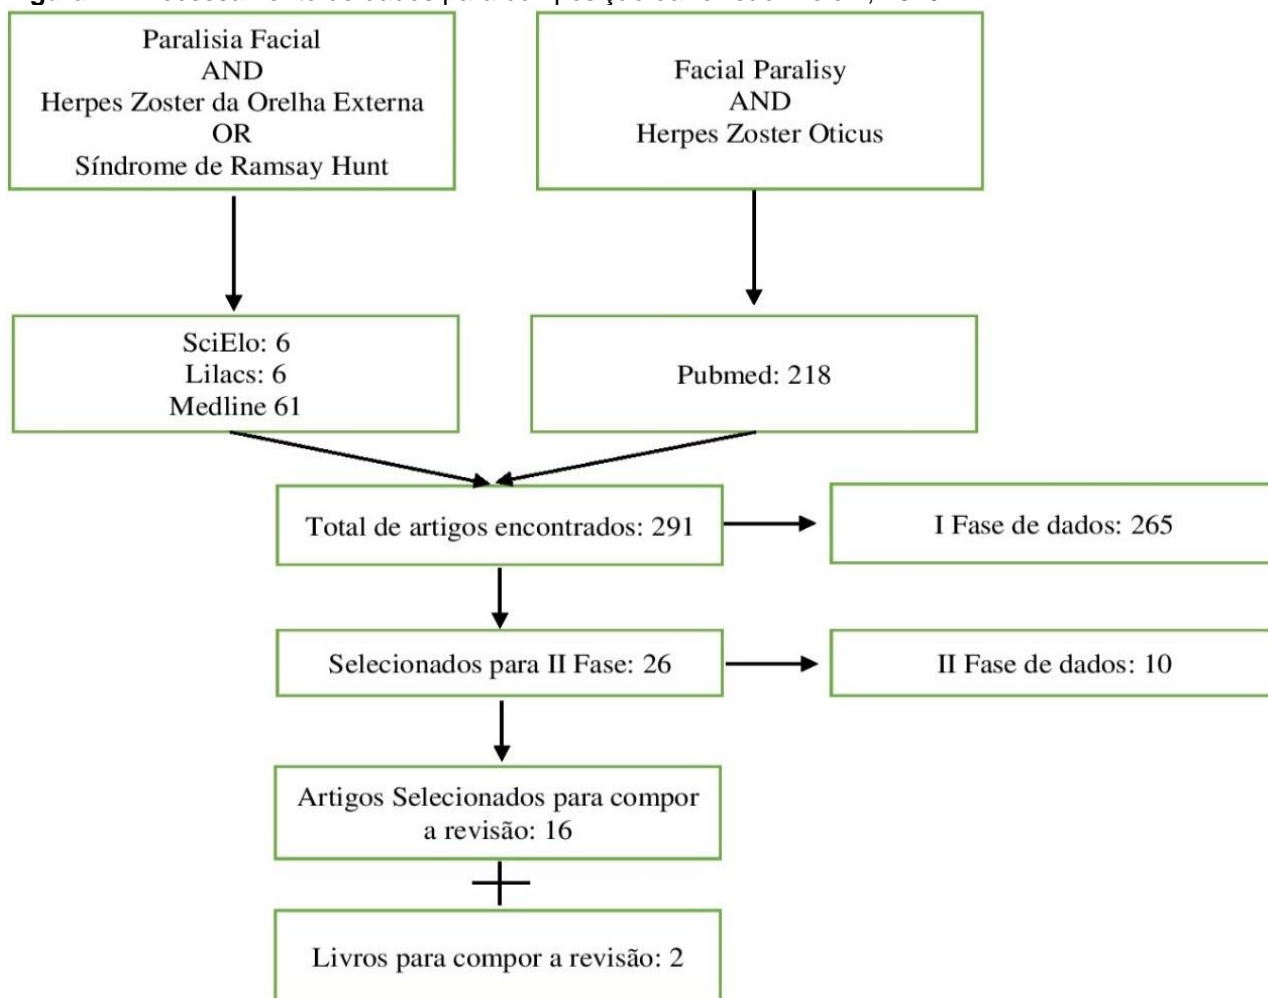 Paralisia Facial
AND
Herpes Zoster da Orelha Externa
OR
Síndrome de Ramsay Hunt
Facial Paralisy
AND
Herpes Zoster Oticus
SciElo: 6
Lilacs: 6
Medline 61
Pubmed: 218
Total de artigos encontrados: 291
I Fase de dados: 265
Selecionados para II Fase: 26
II Fase de dados: 10
Artigos Selecionados para compor
a revisão: 16
Livros para compor a revisão: 2